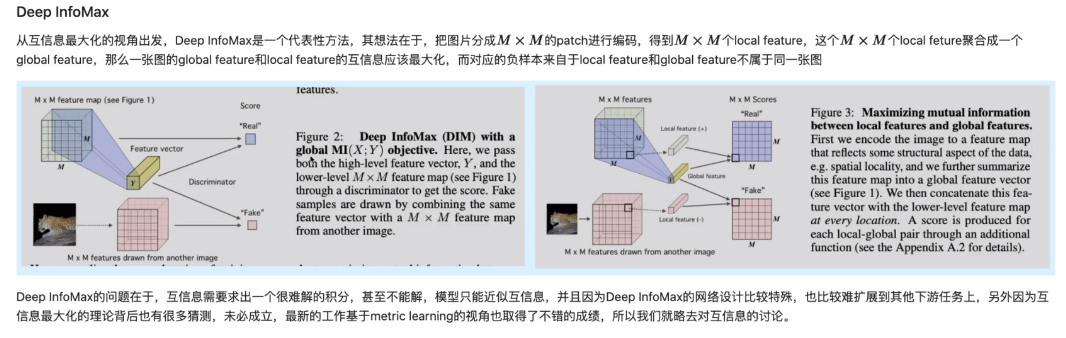 Deep InfoMax
从互信息最大化的视角出发，Deep InfoMax是一个代表性方法，其想法在于，把图片分成M × M的patch进行编码，得到M × M个local feature，这个M × M个local feture聚合成一个
global feature，那么一张图的global feature和local feature的互信息应该最大化，而对应的负样本来自于local feature和global feature不属于同一张图
M x M feature map (see Figure 1)
Score
"Real"
M
M
Feature vector
Y
Discriminator
"Fake"
M x M features drawn from another image
features.
Figure 2: Deep InfoMax (DIM) with a
global MI(X; Y) objective. Here, we pass
both the high-level feature vector, Y, and the
lower-level M×M feature map (see Figure 1)
through a discriminator to get the score. Fake
samples are drawn by combining the same
feature vector with a M × M feature map
from another image.
M x M features
M x M Scores
"Real"
Local feature (+)
M
M
M
M
Global feature
"Fake"
Local feature (-)
M
M
M x M features drawn from another image
Figure 3: Maximizing mutual information
between local features and global features.
First we encode the image to a feature map
that reflects some structural aspect of the data,
e.g. spatial locality, and we further summarize
this feature map into a global feature vector
(see Figure 1). We then concatenate this fea-
ture vector with the lower-level feature map
at every location. A score is produced for
each local-global pair through an additional
function (see the Appendix A.2 for details).
Deep InfoMax的问题在于，互信息需要求出一个很难解的积分，甚至不能解，模型只能近似互信息，并且因为Deep InfoMax的网络设计比较特殊，也比较难扩展到其他下游任务上，另外因为互
信息最大化的理论背后也有很多猜测，未必成立，最新的工作基于metric learning的视角也取得了不错的成绩，所以我们就略去对互信息的讨论。